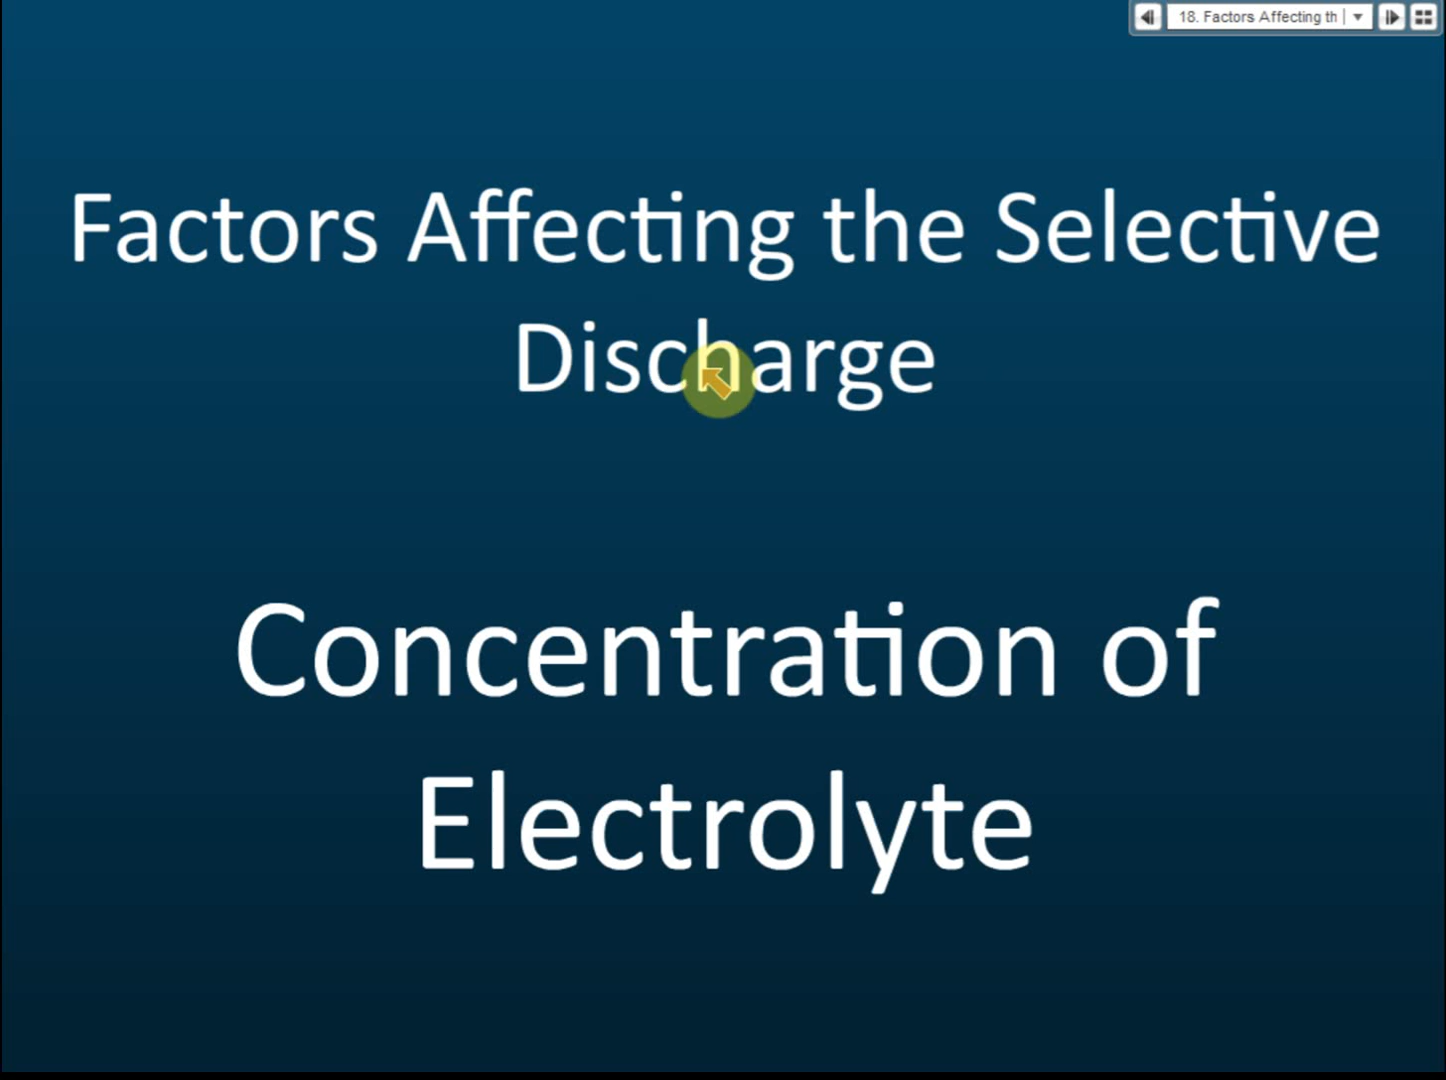 18. Factors Affecting th
Factors Affecting the Selective
Discharge
Concentration of
Electrolyte